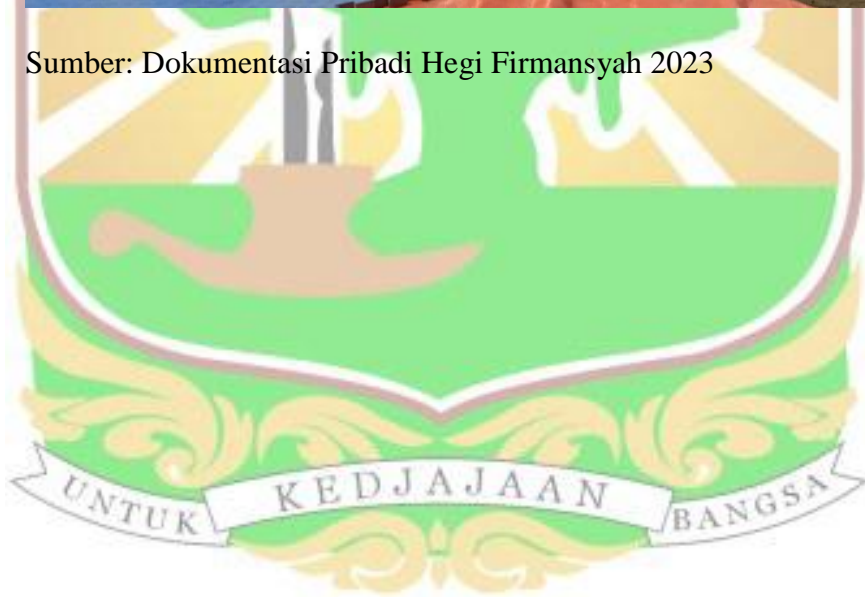 Sumber: Dokumentasi Pribadi Hegi Firmansyah 2023
UNTUK KEDJAJAAN BANGSA